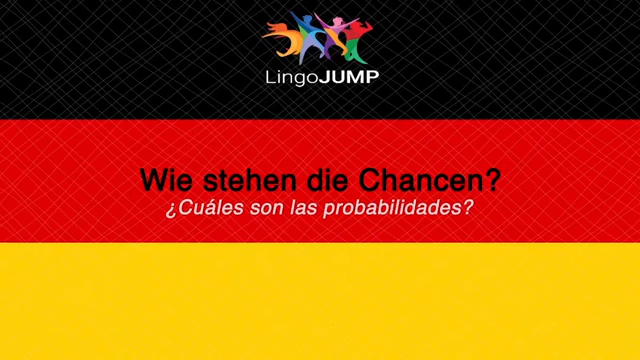 LingoJUMP
Wie stehen die Chancen?
¿Cuáles son las probabilidades?